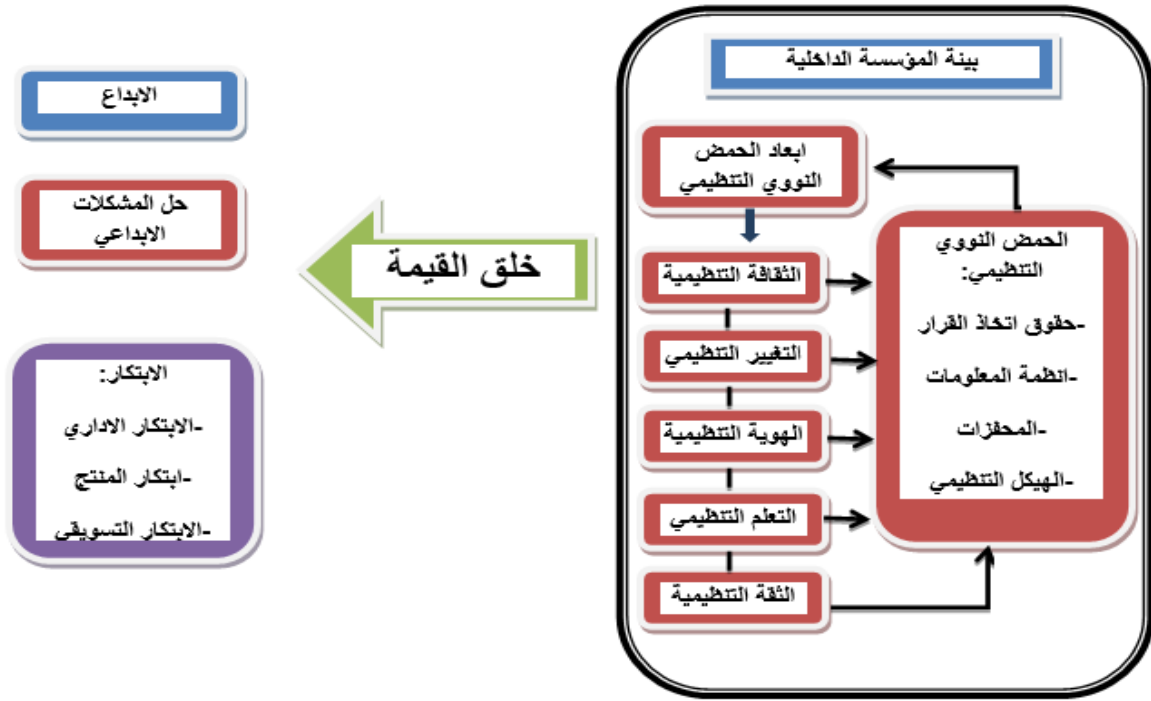 بيئة المؤسسة الداخلية
ابعاد الحمض
النووي التنظيمي
الثقافة التنظيمية
التغيير التنظيمي
الهوية التنظيمية
التعلم التنظيمي
الثقة التنظيمية
الحمض النووي
التنظيمي:
-حقوق اتخاذ القرار
-انظمة المعلومات
-المحفزات
-الهيكل التنظيمي
خلق القيمة
الابداع
حل المشكلات
الابداعي
الابتكار:
-الابتكار الاداري
-ابتكار المنتج
-الابتكار التسويقي